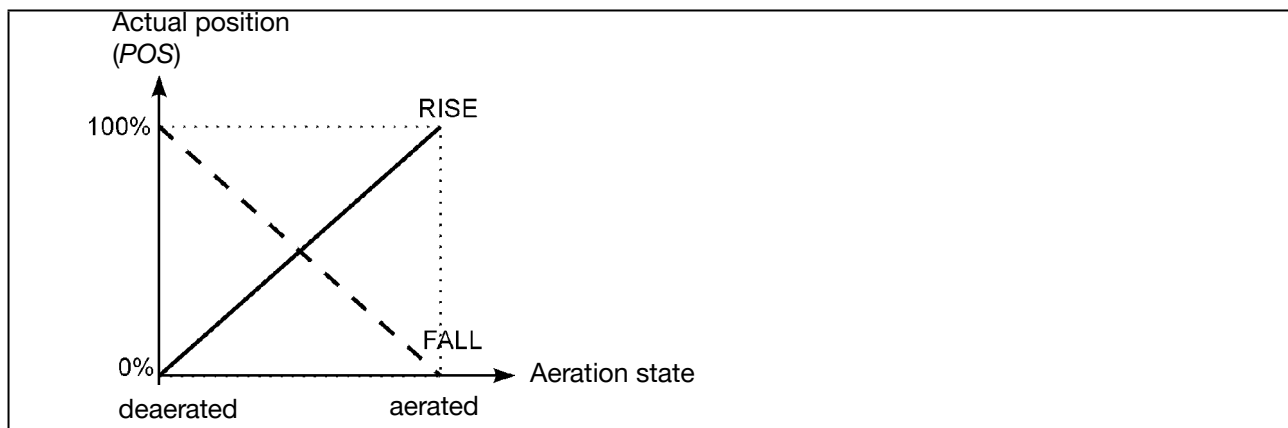 Actual position
(POS)
RISE
100%
FALL
0%
Aeration state
deaerated
aerated